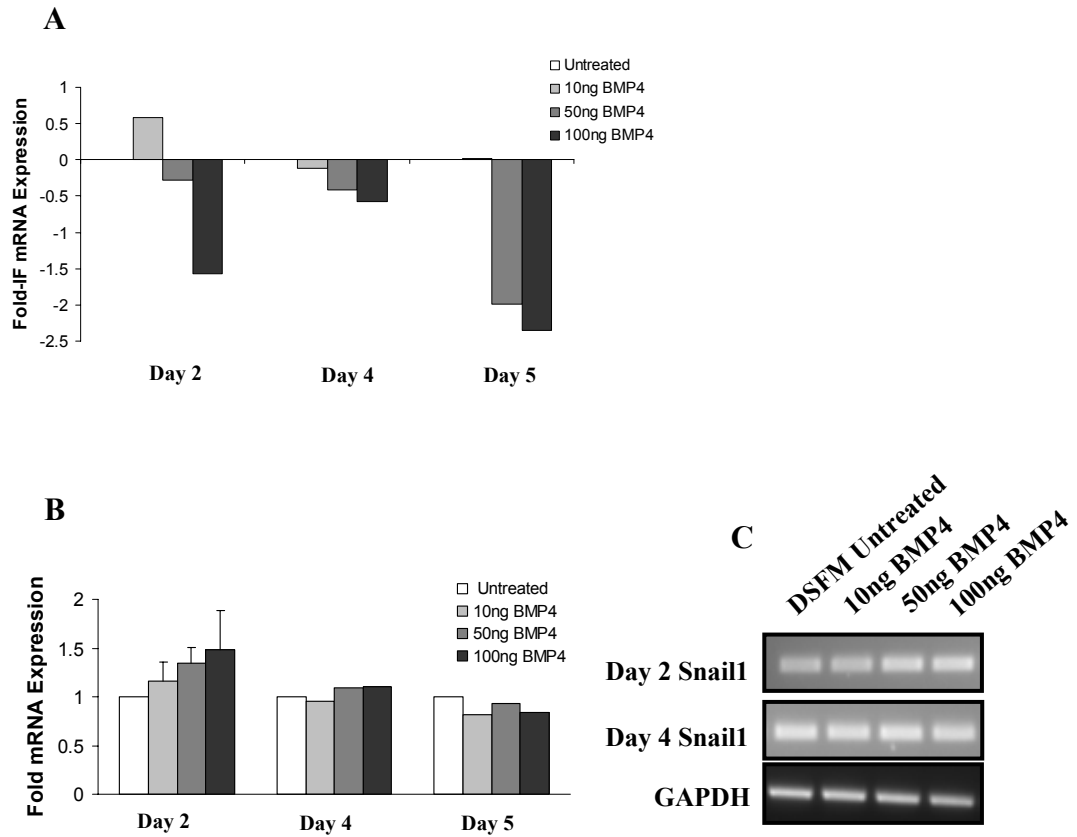 A
Untreated
10ng BMP4
50ng BMP4
100ng BMP4
Fold-IF mRNA Expression
1
0.5
0
-0.5
-1
-1.5
-2
-2.5
Day 2
Day 4
Day 5
B
Untreated
10ng BMP4
50ng BMP4
100ng BMP4
Fold mRNA Expression
2
1.5
1
0.5
0
Day 2
Day 4
Day 5
C
DSFM Untreated
10ng BMP4
50ng BMP4
100ng BMP4
Day 2 Snail1
Day 4 Snail1
GAPDH